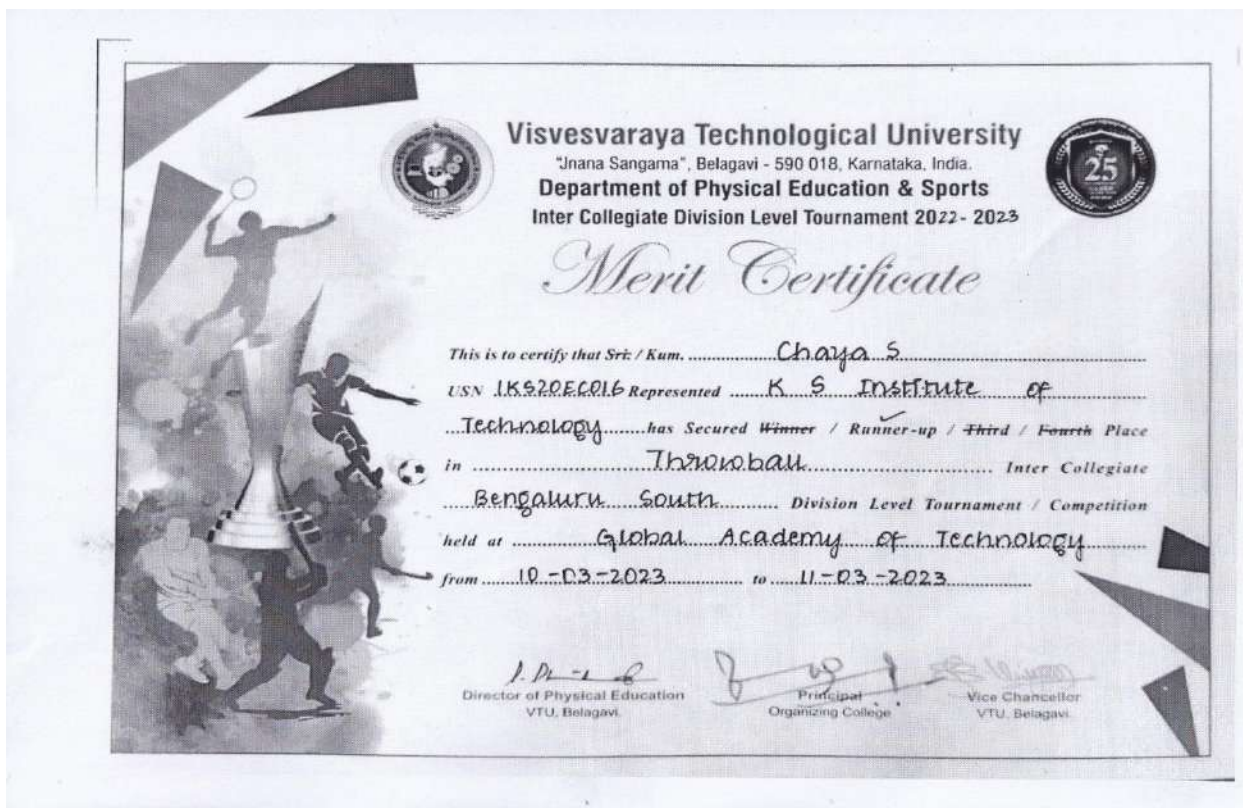 Visvesvaraya Technological University
"Jnana Sangama", Belagavi - 590 018, Karnataka, India.
Department of Physical Education & Sports
Inter Collegiate Division Level Tournament 2022-2023
25
Merit Certificate
This is to certify that Sri: / Kum. Chaya S
USN 1KS20EC016 Represented K S Institute of
Technology has Secured Winner / Runner-up / Third / Fourth Place
in Throwball Inter Collegiate
Bengaluru South Division Level Tournament / Competition
held at Global Academy of Technology
from 10-03-2023 to 11-03-2023
Director of Physical Education
VTU, Belagavi.
Principal
Organizing College
Vice Chancellor
VTU, Belagavi.